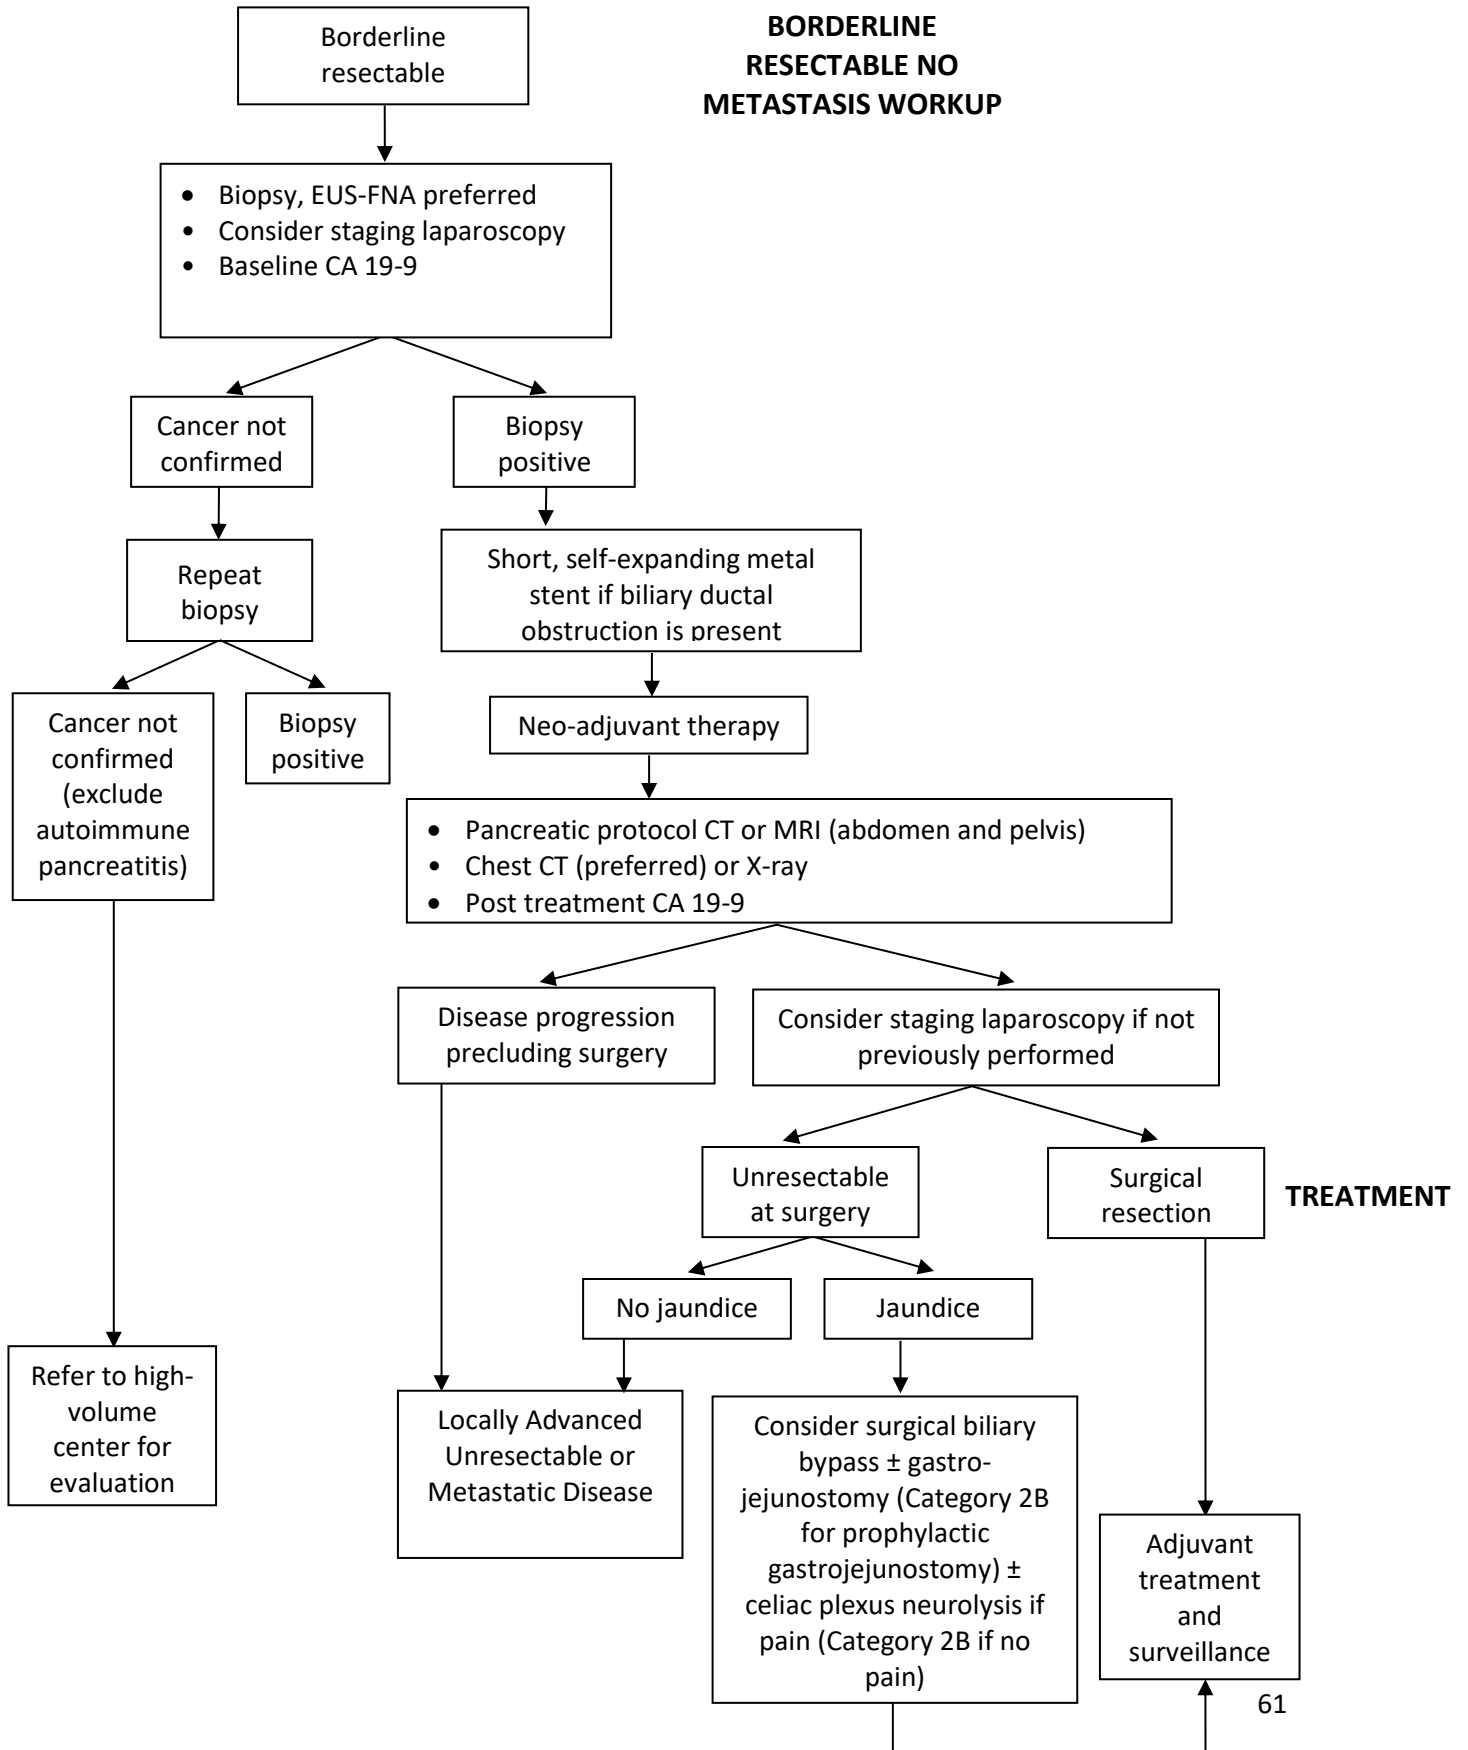 BORDERLINE
RESECTABLE NO
METASTASIS WORKUP
Borderline
resectable
• Biopsy, EUS-FNA preferred
• Consider staging laparoscopy
• Baseline CA 19-9
Cancer not
confirmed
Biopsy
positive
Repeat
biopsy
Short, self-expanding metal
stent if biliary ductal
obstruction is present
Cancer not
confirmed
(exclude
autoimmune
pancreatitis)
Biopsy
positive
Neo-adjuvant therapy
• Pancreatic protocol CT or MRI (abdomen and pelvis)
• Chest CT (preferred) or X-ray
• Post treatment CA 19-9
Disease progression
precluding surgery
Consider staging laparoscopy if not
previously performed
Unresectable
at surgery
Surgical
resection
TREATMENT
No jaundice
Jaundice
Refer to high-
volume
center for
evaluation
Locally Advanced
Unresectable or
Metastatic Disease
Consider surgical biliary
bypass ± gastro-
jejunostomy (Category 2B
for prophylactic
gastrojejunostomy) ±
celiac plexus neurolysis if
pain (Category 2B if no
pain)
Adjuvant
treatment
and
surveillance
61